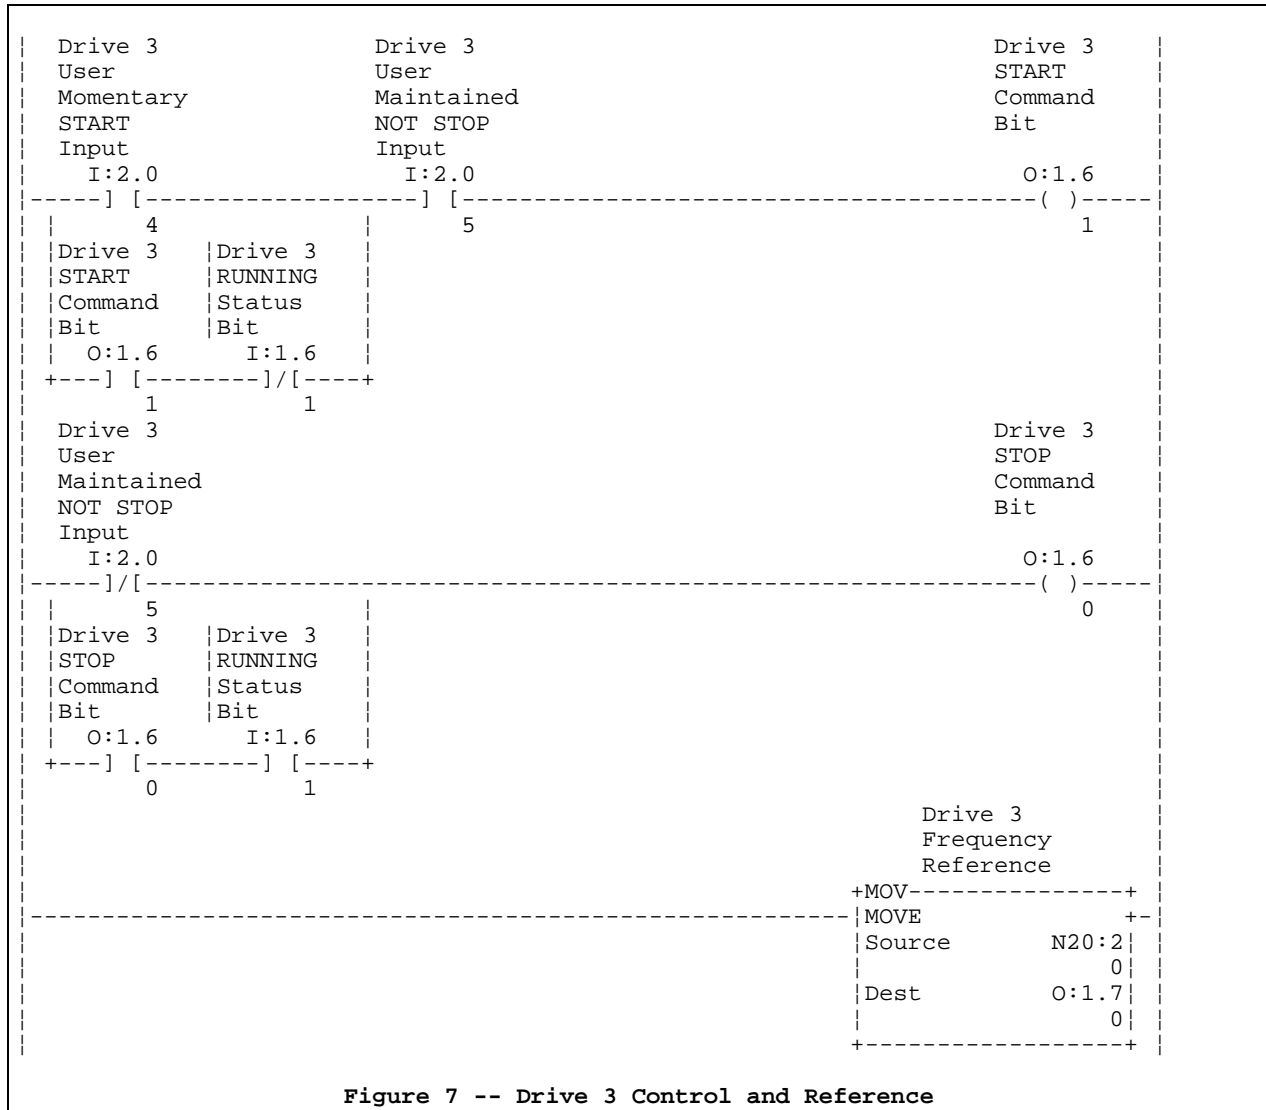 Drive 3 Drive 3 Drive 3
User User START
Momentary Maintained Command
START NOT STOP Bit
Input Input
I:2.0 I:2.0 O:1.6
|-----] [-------------------] [----------------------------------------( )-----|
4 5 1
Drive 3 Drive 3
START RUNNING
Command Status
Bit Bit
O:1.6 I:1.6
+---] [--------]/[----+
1 1
Drive 3 Drive 3
User STOP
Maintained Command
NOT STOP Bit
Input
I:2.0 O:1.6
|-----]/[--------------------------------------------------------------( )-----|
5 0
Drive 3 Drive 3
STOP RUNNING
Command Status
Bit Bit
O:1.6 I:1.6
+---] [--------] [----+
0 1
Drive 3
Frequency
Reference
+MOV---------------+
|---------------------------------------------------------|MOVE +-|
Source N20:2
0
Dest O:1.7
0
+------------------+
Figure 7 -- Drive 3 Control and Reference